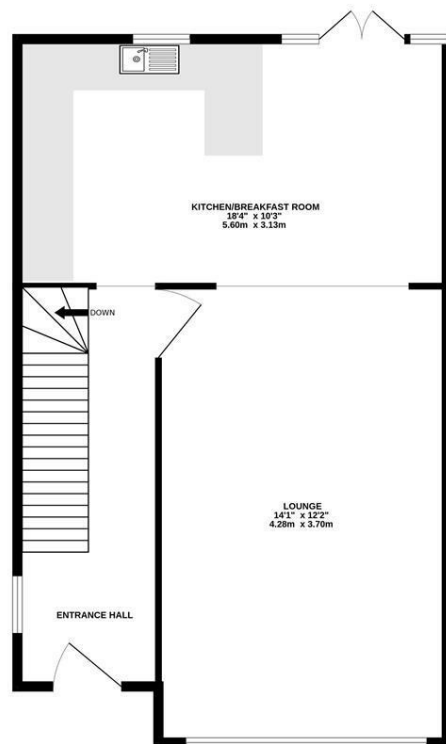 KITCHEN/BREAKFAST ROOM
18'4" x 10'3"
5.60m x 3.13m
DOWN
LOUNGE
14'1" x 12'2"
4.28m x 3.70m
ENTRANCE HALL